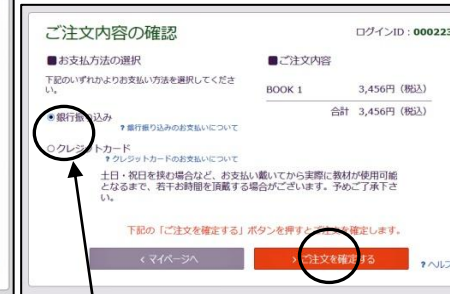 ご注文内容の確認
ログインID：000223
■お支払方法の選択
■ご注文内容
下記のいずれかよりお支払い方法を選択してくださ
い。
BOOK 1 3,456円（税込）
合計 3,456円（税込）
銀行振り込み
?銀行振り込みのお支払いについて
クレジットカード
?クレジットカードのお支払いについて
土日・祝日を挟む場合など、お支払い戴いてから実際に教材が使用可能
となるまで、若干お時間を頂戴する場合がございます。予めご了承下さ
い。
下記の「ご注文を確定する」ボタンを押すとご注文を確定します。
‹ マイページへ
› ご注文を確定する
?ヘルプ